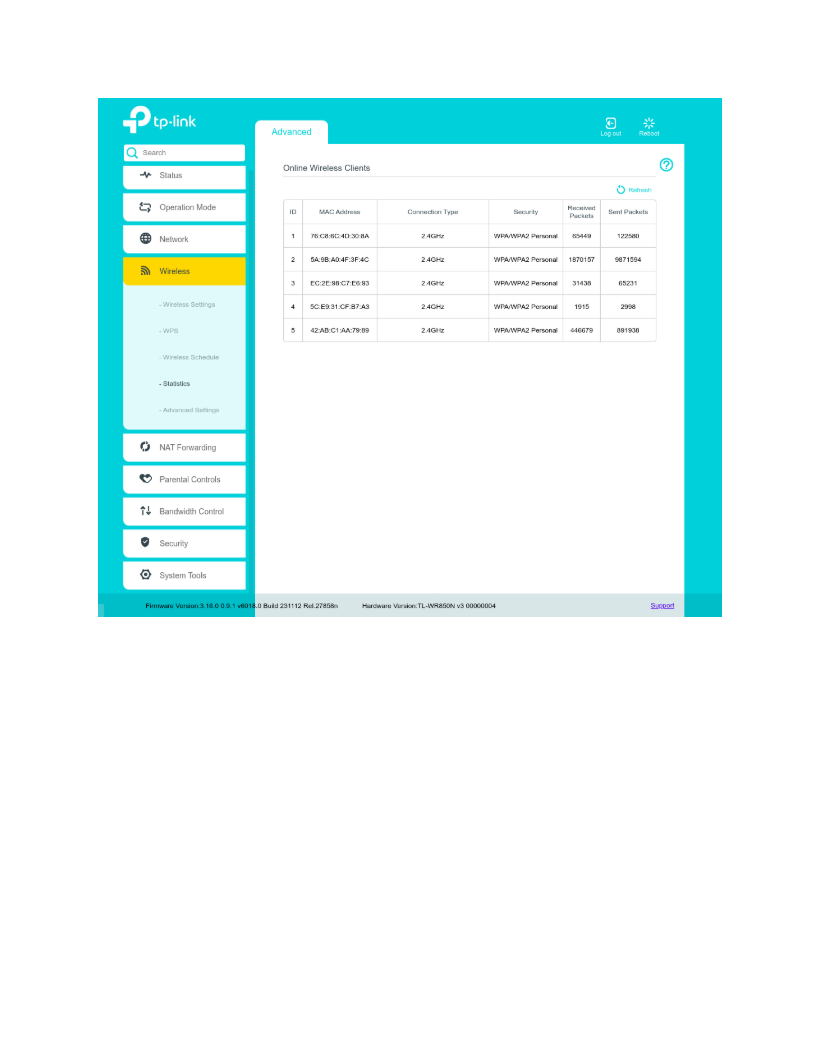 tp-link
Advanced
Log out
Reboot
Search
Status
Operation Mode
Network
Wireless
- Wireless Settings
- WPS
- Wireless Schedule
- Statistics
- Advanced Settings
NAT Forwarding
Parental Controls
Bandwidth Control
Security
System Tools
Online Wireless Clients
Refresh
ID MAC Address Connection Type Security Received Packets Sent Packets
1 76:C8:6C:4D:30:8A 2.4GHz WPA/WPA2 Personal 65449 122580
2 5A:9B:A0:4F:3F:4C 2.4GHz WPA/WPA2 Personal 1870157 9871594
3 EC:2E:98:C7:E6:93 2.4GHz WPA/WPA2 Personal 31438 65231
4 5C:E9:31:CF:B7:A3 2.4GHz WPA/WPA2 Personal 1915 2998
5 42:AB:C1:AA:79:89 2.4GHz WPA/WPA2 Personal 446679 891938
Firmware Version:3.16.0 0.9.1 v6018.0 Build 231112 Rel.27858n Hardware Version:TL-WR850N v3 00000004 Support